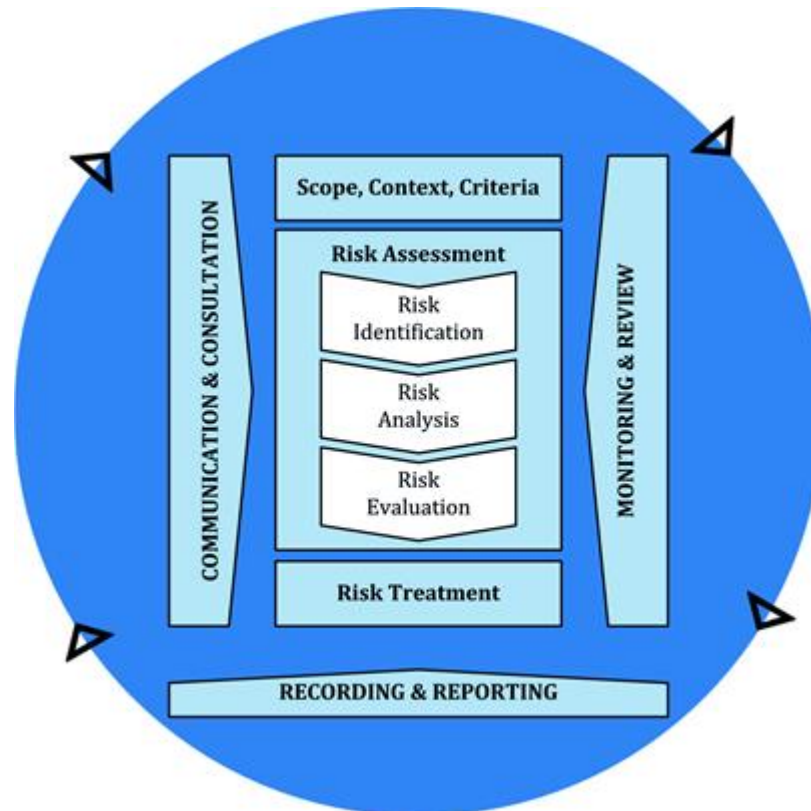 Scope, Context, Criteria
Risk Assessment
Risk
Identification
Risk
Analysis
Risk
Evaluation
Risk Treatment
COMMUNICATION & CONSULTATION
MONITORING & REVIEW
RECORDING & REPORTING